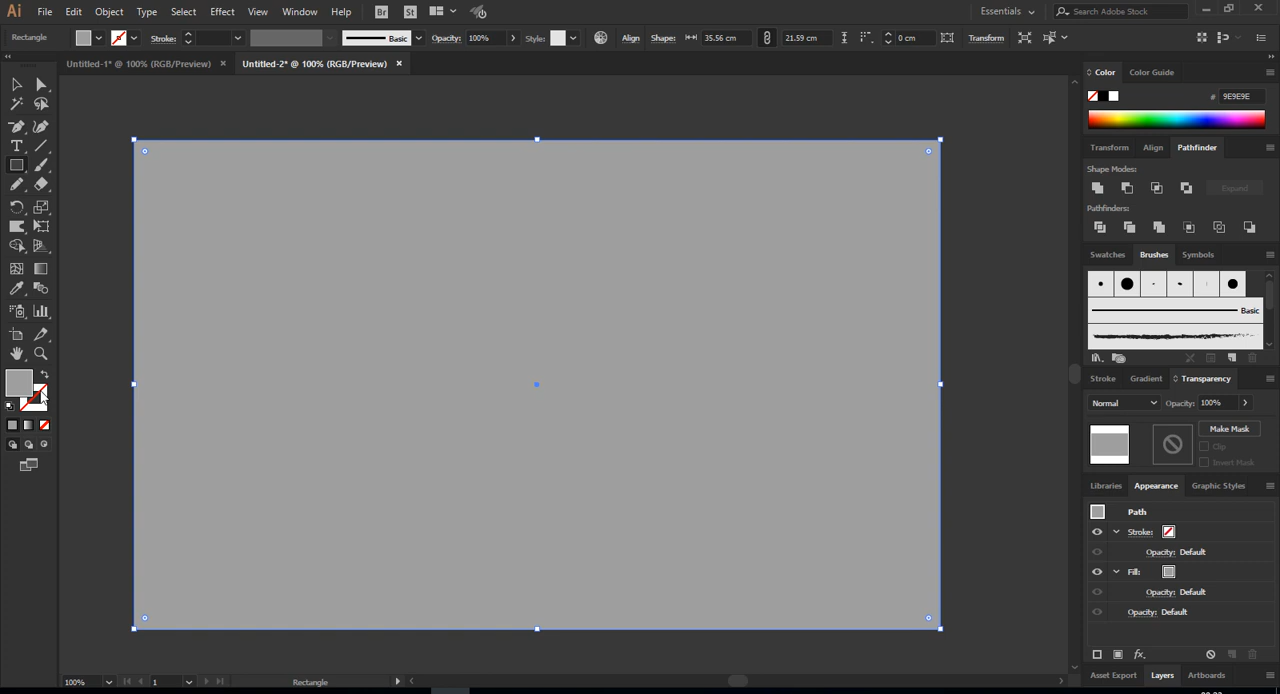 Ai File Edit Object Type Select Effect View Window Help Br St Essentials Search Adobe Stock
Rectangle Stroke: Basic Opacity: 100% Style: Align Shape: 35.56 cm 21.59 cm 0 cm Transform
Untitled-1* @ 100% (RGB/Preview) × Untitled-2* @ 100% (RGB/Preview) ×
Color Color Guide
# 9E9E9E
Transform Align Pathfinder
Shape Modes:
Expand
Pathfinders:
Swatches Brushes Symbols
Basic
Stroke Gradient Transparency
Normal Opacity: 100%
Make Mask
Clip
Invert Mask
Libraries Appearance Graphic Styles
Path
Stroke:
Opacity: Default
Fill:
Opacity: Default
Opacity: Default
fx
Asset Export Layers Artboards
100% 1 Rectangle